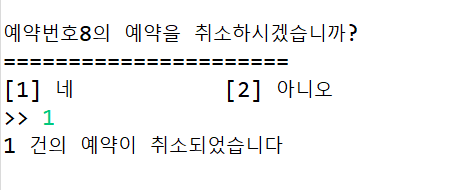 예약번호8의 예약을 취소하시겠습니까?
======================
[1] 네 [2] 아니오
>> 1
1 건의 예약이 취소되었습니다